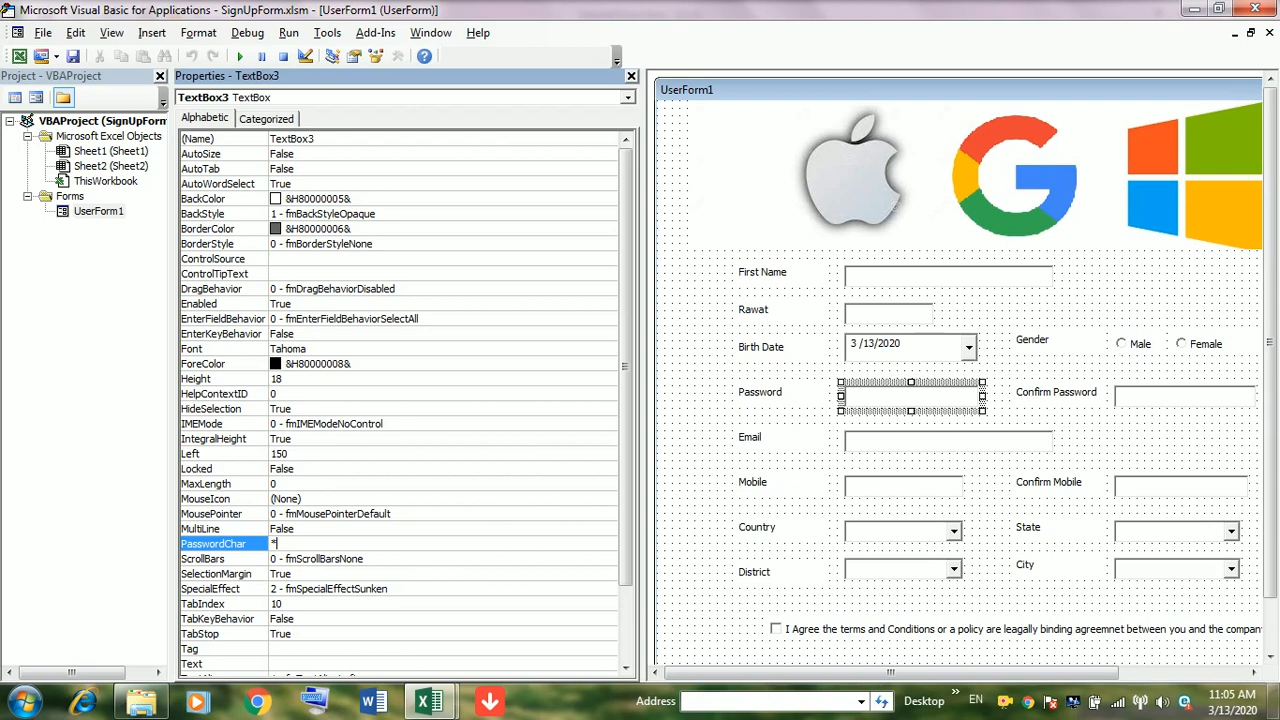 Microsoft Visual Basic for Applications - SignUpForm.xlsm - [UserForm1 (UserForm)]
File Edit View Insert Format Debug Run Tools Add-Ins Window Help
Project - VBAProject
VBAProject (SignUpForm
Microsoft Excel Objects
Sheet1 (Sheet1)
Sheet2 (Sheet2)
ThisWorkbook
Forms
UserForm1
Properties - TextBox3
TextBox3 TextBox
Alphabetic Categorized
(Name) TextBox3
AutoSize False
AutoTab False
AutoWordSelect True
BackColor &H80000005&
BackStyle 1 - fmBackStyleOpaque
BorderColor &H80000006&
BorderStyle 0 - fmBorderStyleNone
ControlSource
ControlTipText
DragBehavior 0 - fmDragBehaviorDisabled
Enabled True
EnterFieldBehavior 0 - fmEnterFieldBehaviorSelectAll
EnterKeyBehavior False
Font Tahoma
ForeColor &H80000008&
Height 18
HelpContextID 0
HideSelection True
IMEMode 0 - fmIMEModeNoControl
IntegralHeight True
Left 150
Locked False
MaxLength 0
MouseIcon (None)
MousePointer 0 - fmMousePointerDefault
MultiLine False
PasswordChar *
ScrollBars 0 - fmScrollBarsNone
SelectionMargin True
SpecialEffect 2 - fmSpecialEffectSunken
TabIndex 10
TabKeyBehavior False
TabStop True
Tag
Text
UserForm1
First Name
Rawat
Birth Date 3 /13/2020 Gender Male Female
Password Confirm Password
Email
Mobile Confirm Mobile
Country State
District City
I Agree the terms and Conditions or a policy are leagally binding agreemnet between you and the compan
Address Desktop » EN 11:05 AM
3/13/2020